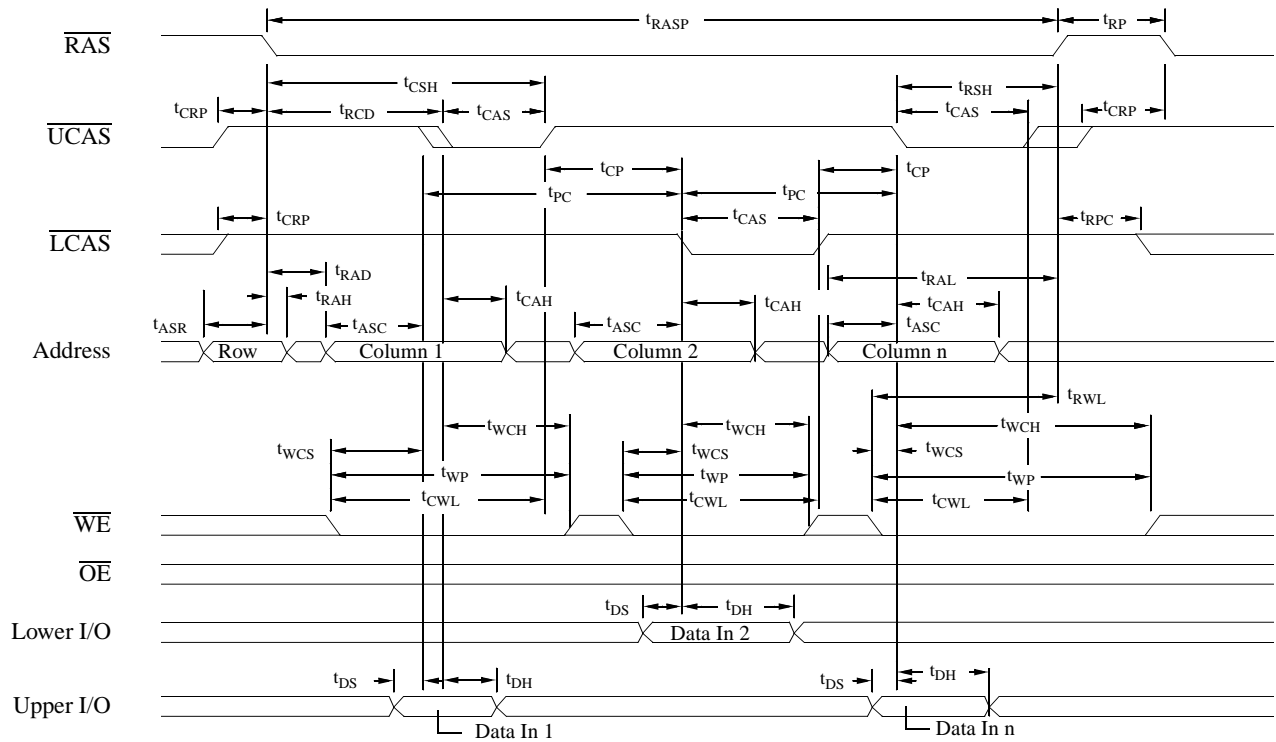 tRASP tRP
RAS
tCSH tRSH
tCRP tRCD tCAS tCAS tCRP
UCAS
tCP tCP
tPC tPC
tCRP tCAS tRPC
LCAS
tRAD tRAL
tRAH tCAH tCAH tCAH
tASR tASC tASC tASC
Address Row Column 1 Column 2 Column n
tRWL
tWCH tWCH tWCH
tWCS tWCS tWCS
tWP tWP tWP
tCWL tCWL tCWL
WE
OE
tDS tDH
Lower I/O Data In 2
tDS tDH tDS tDH
Upper I/O
Data In 1 Data In n